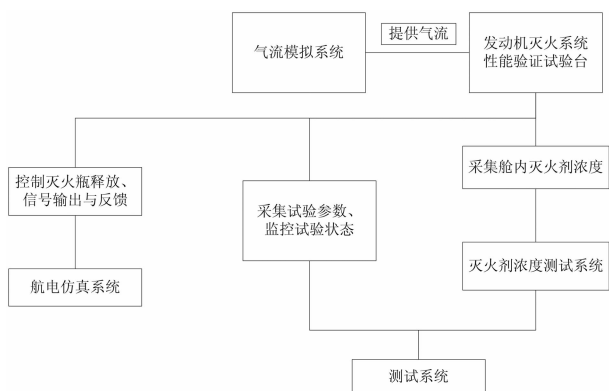 提供气流
气流模拟系统
发动机灭火系统
性能验证试验台
控制灭火瓶释放、
信号输出与反馈
采集试验参数、
监控试验状态
采集舱内灭火剂浓度
航电仿真系统
灭火剂浓度测试系统
测试系统